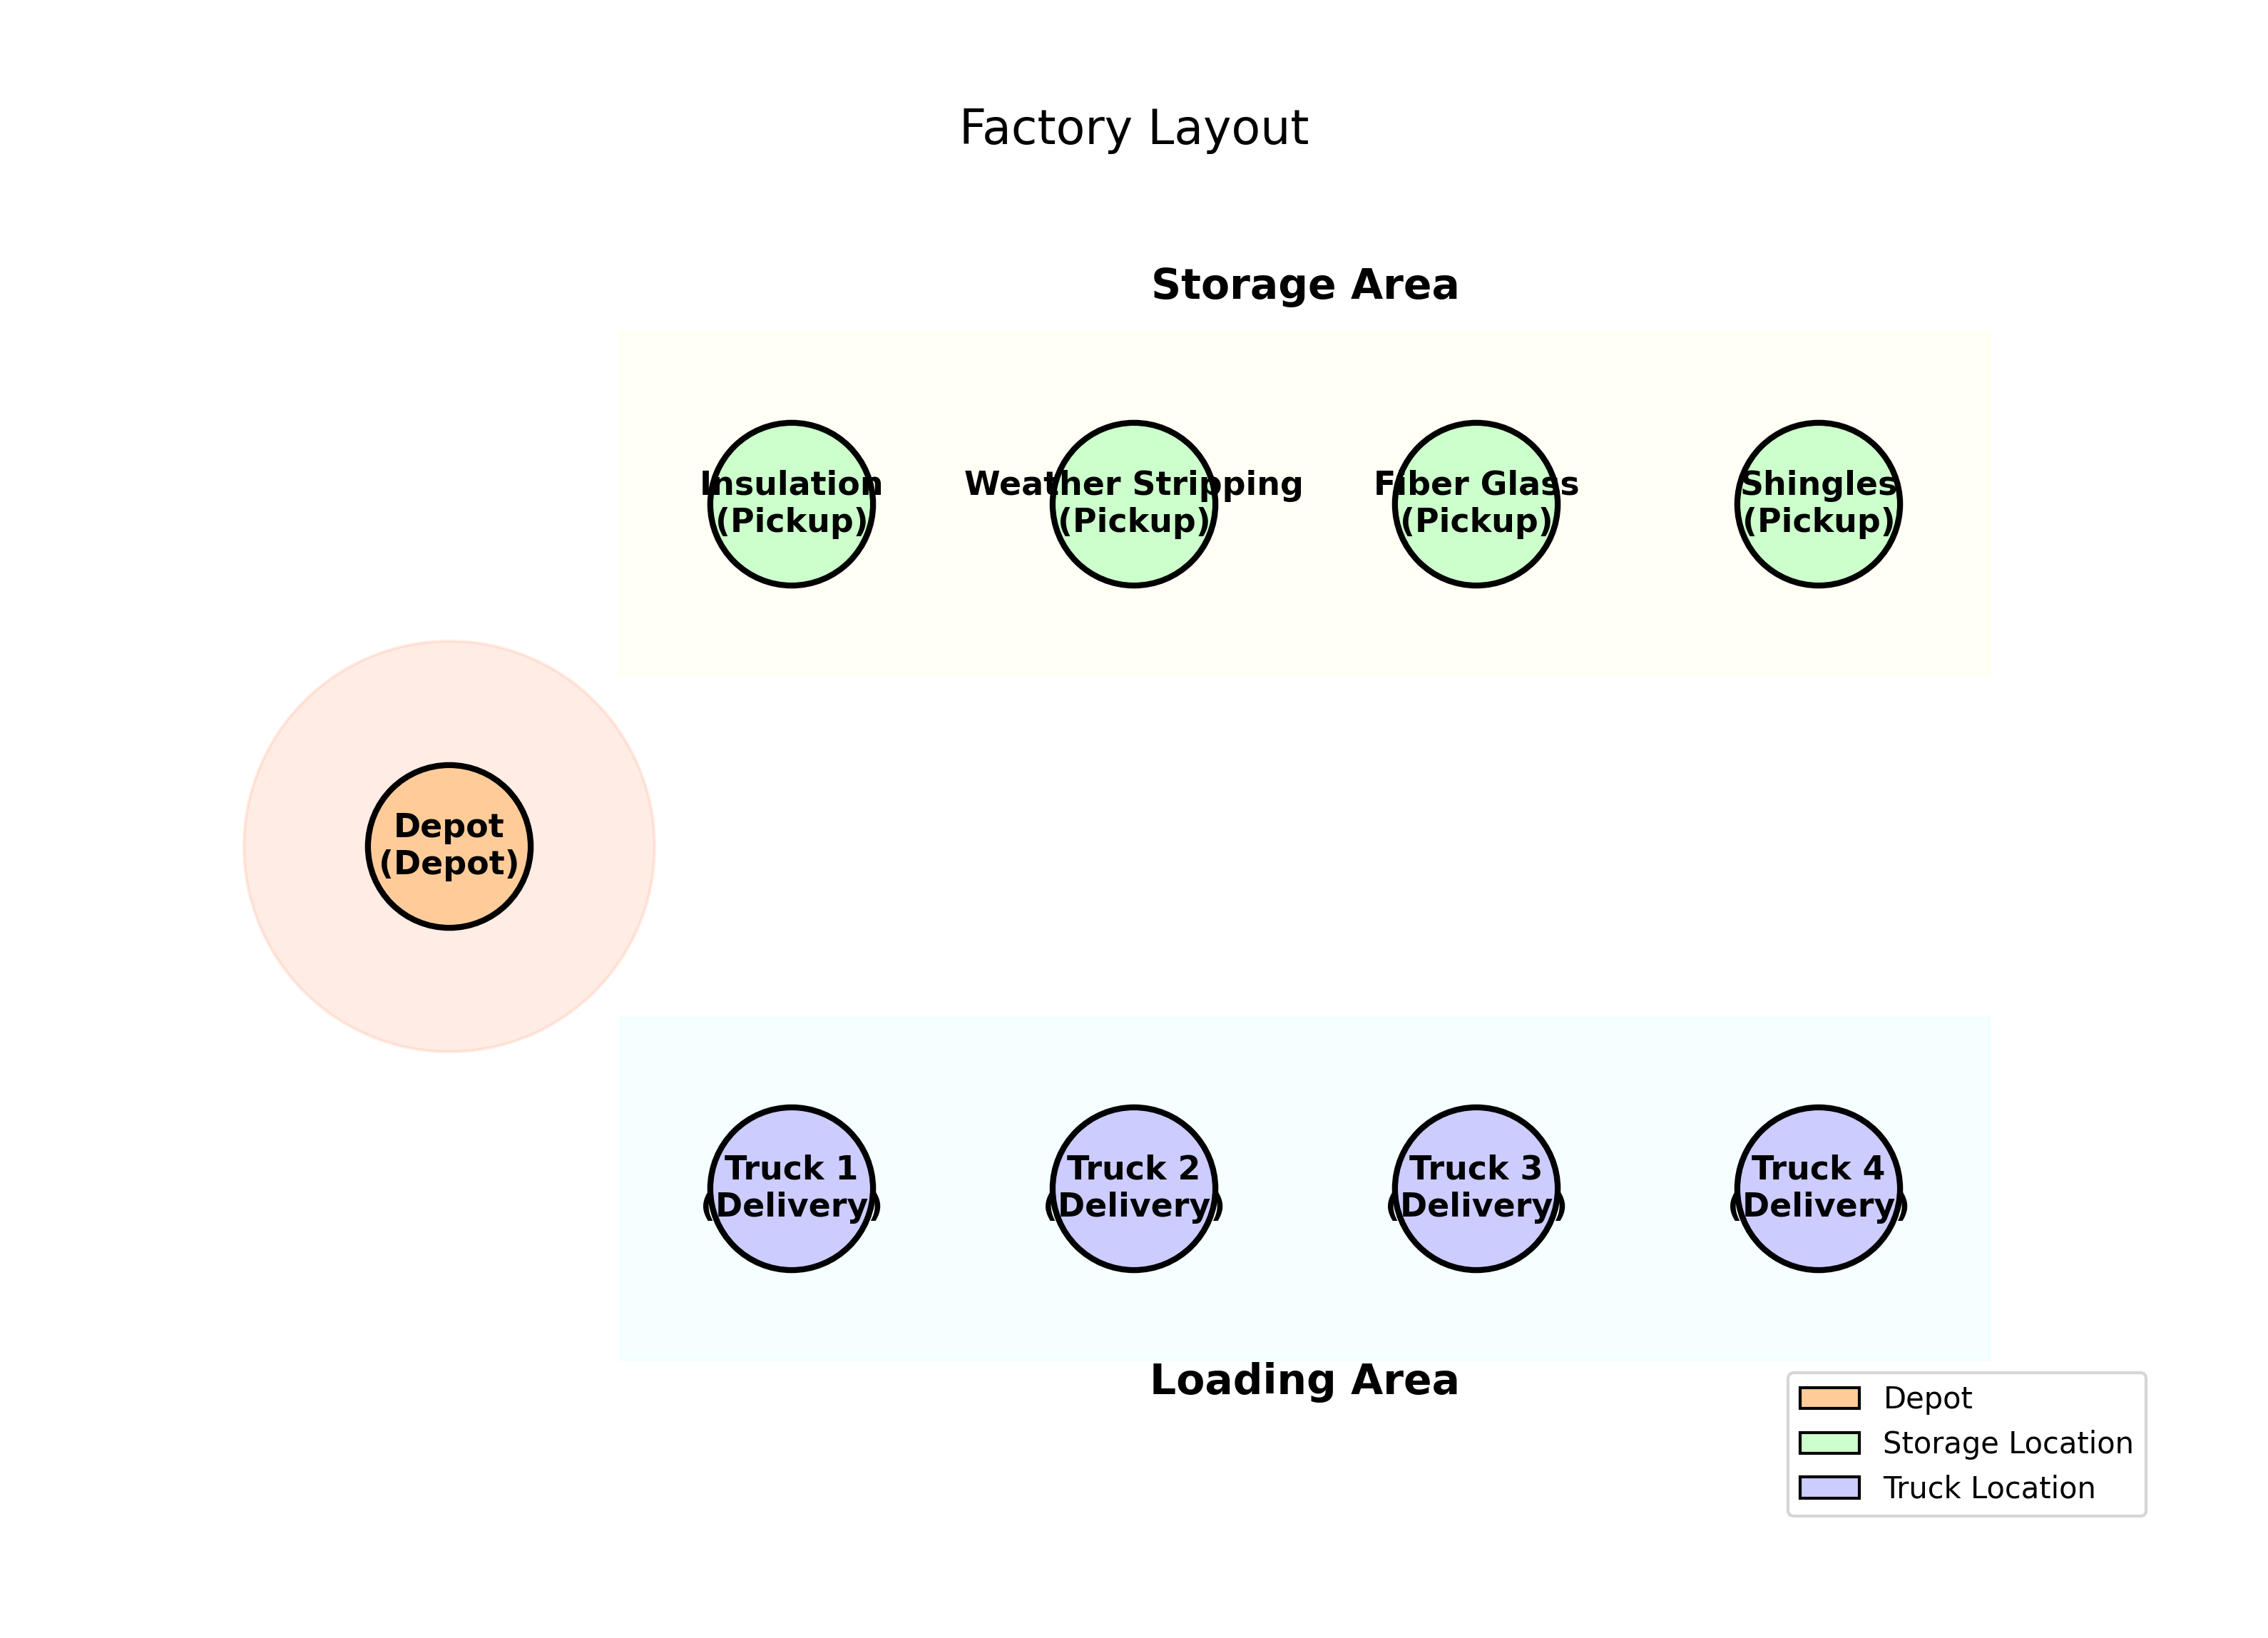 Factory Layout
Storage Area
Insulation
(Pickup)
Weather Stripping
(Pickup)
Fiber Glass
(Pickup)
Shingles
(Pickup)
Depot
(Depot)
Truck 1
(Delivery)
Truck 2
(Delivery)
Truck 3
(Delivery)
Truck 4
(Delivery)
Loading Area
Depot
Storage Location
Truck Location